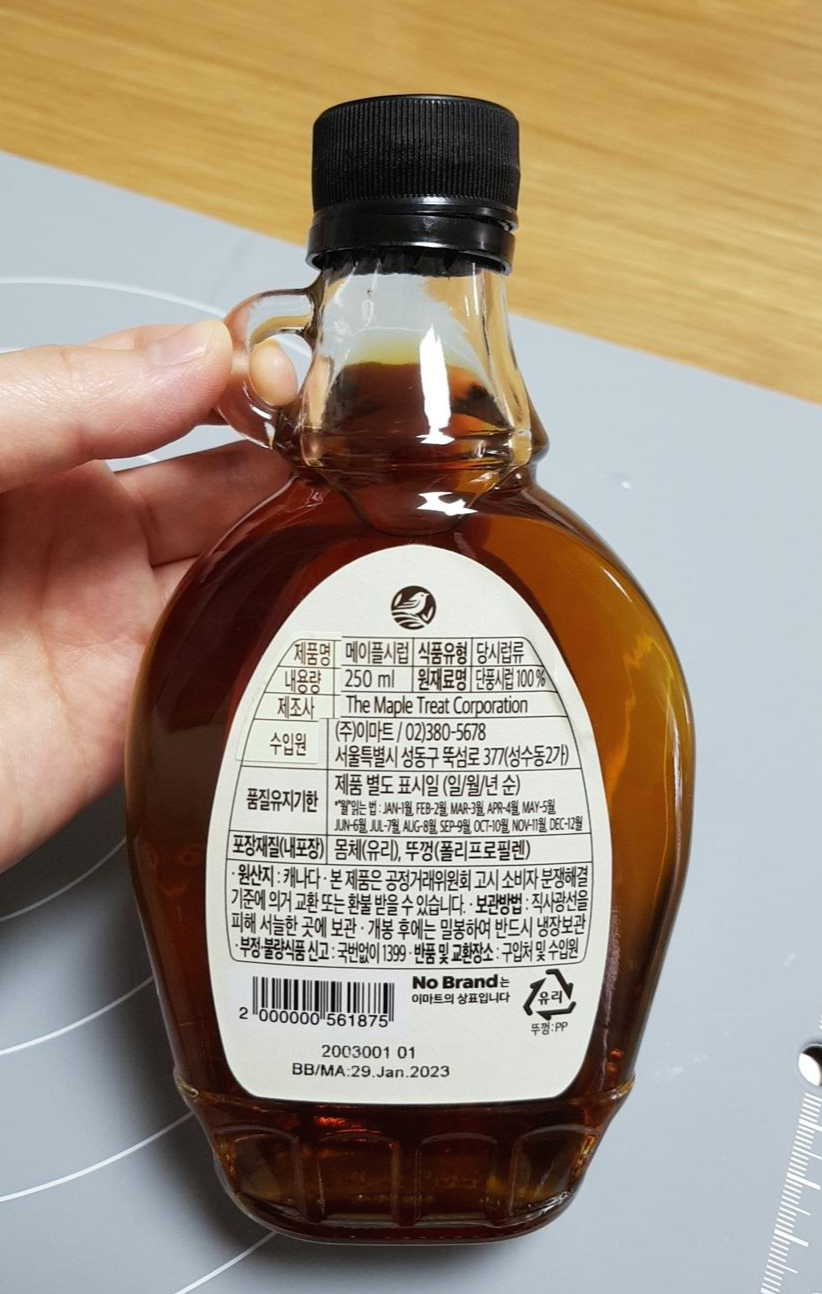 제품명 메이플시럽 식품유형 당시럽류
내용량 250 ml 원재료명 단풍시럽 100 %
제조사 The Maple Treat Corporation
수입원 (주)이마트 / 02)380-5678
서울특별시 성동구 뚝섬로 377(성수동2가)
품질유지기한 제품 별도 표시일 (일/월/년 순)
*"월"읽는 법 : JAN-1월, FEB-2월, MAR-3월, APR-4월, MAY-5월,
JUN-6월, JUL-7월, AUG-8월, SEP-9월, OCT-10월, NOV-11월, DEC-12월
포장재질(내포장) 몸체(유리), 뚜껑(폴리프로필렌)
· 원산지 : 캐나다 · 본 제품은 공정거래위원회 고시 소비자 분쟁해결
기준에 의거 교환 또는 환불 받을 수 있습니다. · 보관방법 : 직사광선을
피해 서늘한 곳에 보관 · 개봉 후에는 밀봉하여 반드시 냉장보관
· 부정·불량식품 신고 : 국번없이 1399 · 반품 및 교환장소 : 구입처 및 수입원
No Brand는
이마트의 상표입니다
유리
뚜껑:PP
2 000000 561875
2003001 01
BB/MA:29.Jan.2023